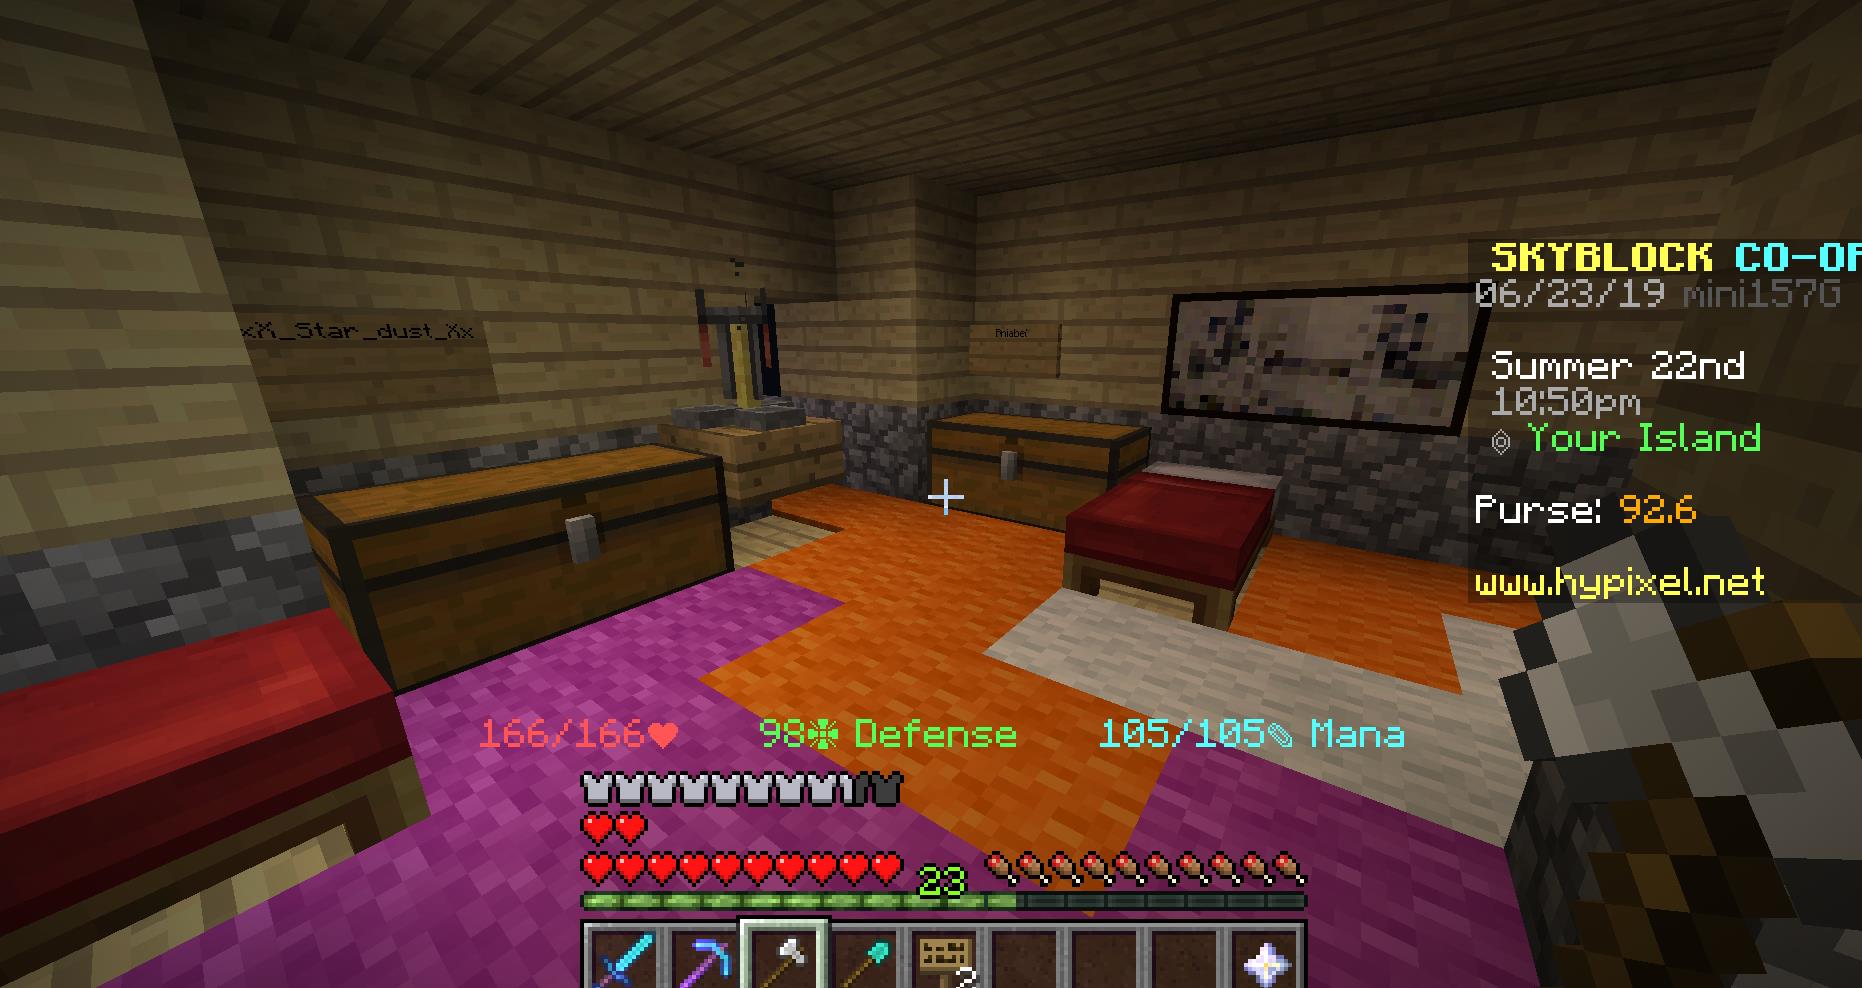 xX_Star_dust_Xx
SKYBLOCK CO-OP
06/23/19 mini157G
Summer 22nd
10:50pm
Your Island
Purse: 92.6
www.hypixel.net
166/166❤ 98 Defense 105/105✎ Mana
23
2